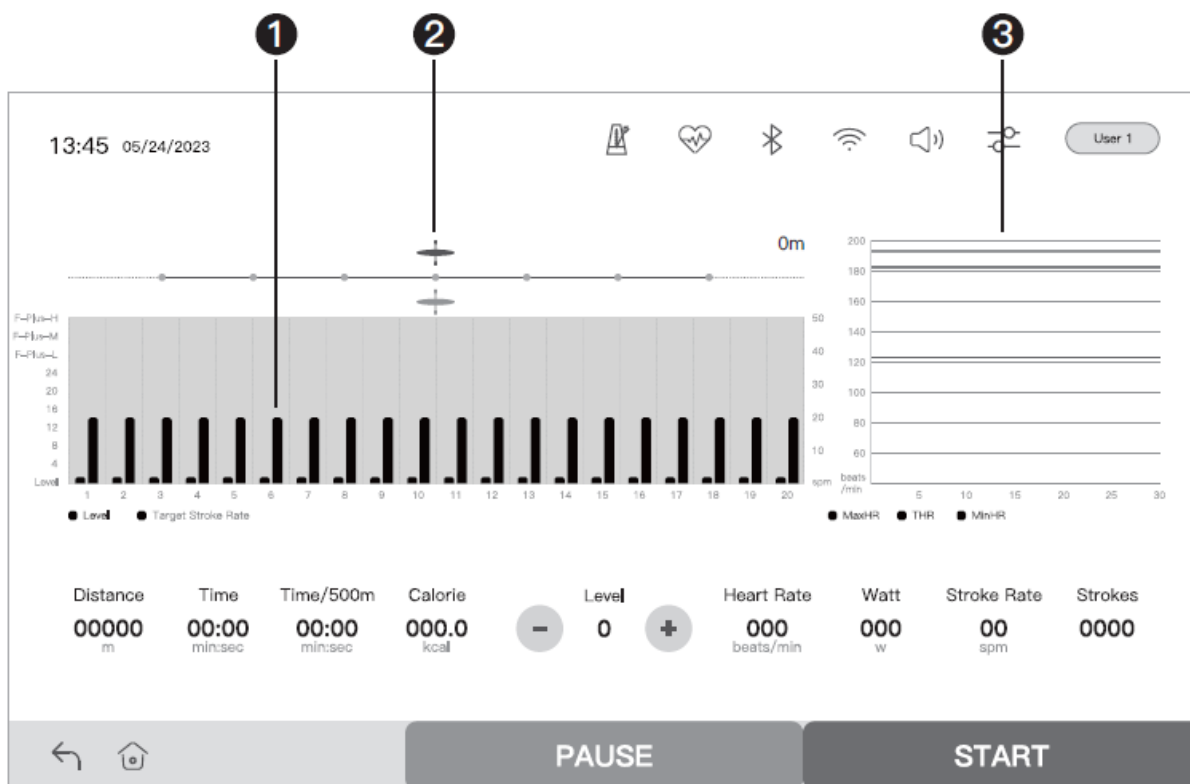 1 2 3
13:45 05/24/2023
User 1
0m
F-Plus-H
F-Plus-M
F-Plus-L
24
20
16
12
8
4
Level
50
40
30
20
10
spm
1 2 3 4 5 6 7 8 9 10 11 12 13 14 15 16 17 18 19 20
Level Target Stroke Rate
200
180
160
140
120
100
80
60
beats
/min
5 10 15 20 25 30
MaxHR THR MinHR
Distance Time Time/500m Calorie Level Heart Rate Watt Stroke Rate Strokes
00000 00:00 00:00 000.0 - 0 + 000 000 00 0000
m min:sec min:sec kcal beats/min w spm
PAUSE START